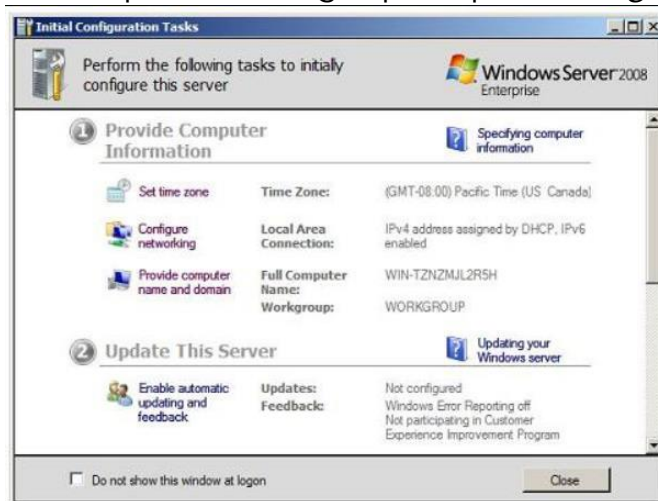 Initial Configuration Tasks
Perform the following tasks to initially
configure this server
Windows Server 2008
Enterprise
1 Provide Computer
Information
Specifying computer
information
Set time zone
Time Zone:
(GMT-08:00) Pacific Time (US Canada)
Configure
networking
Local Area
Connection:
IPv4 address assigned by DHCP, IPv6
enabled
Provide computer
name and domain
Full Computer
Name:
WIN-TZNZMJL2R5H
Workgroup:
WORKGROUP
2 Update This Server
Updating your
Windows server
Enable automatic
updating and
feedback
Updates:
Not configured
Feedback:
Windows Error Reporting off
Not participating in Customer
Experience Improvement Program
Do not show this window at logon
Close